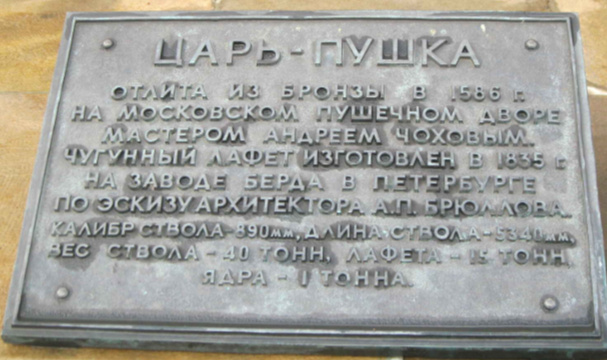 ЦАРЬ-ПУШКА
ОТЛИТА ИЗ БРОНЗЫ В 1586 Г.
НА МОСКОВСКОМ ПУШЕЧНОМ ДВОРЕ
МАСТЕРОМ АНДРЕЕМ ЧОХОВЫМ.
ЧУГУННЫЙ ЛАФЕТ ИЗГОТОВЛЕН В 1835 Г.
НА ЗАВОДЕ БЕРДА В ПЕТЕРБУРГЕ
ПО ЭСКИЗУ АРХИТЕКТОРА А.П. БРЮЛЛОВА.
КАЛИБР СТВОЛА-890мм, ДЛИНА СТВОЛА-5340мм,
ВЕС СТВОЛА-40 ТОНН, ЛАФЕТА-15 ТОНН,
ЯДРА-1 ТОННА.